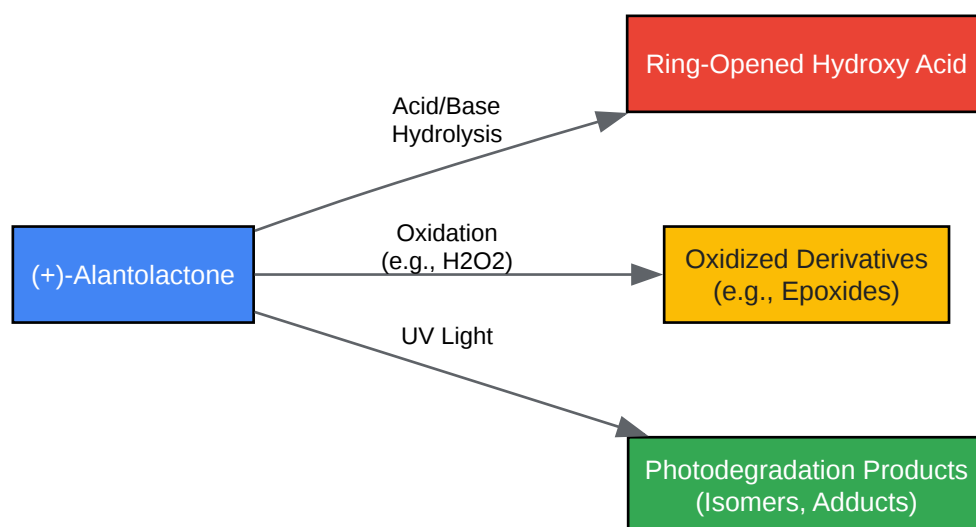 Ring-Opened Hydroxy Acid
Acid/Base
Hydrolysis
(+)-Alantolactone
Oxidation
(e.g., H2O2)
Oxidized Derivatives
(e.g., Epoxides)
UV Light
Photodegradation Products
(Isomers, Adducts)